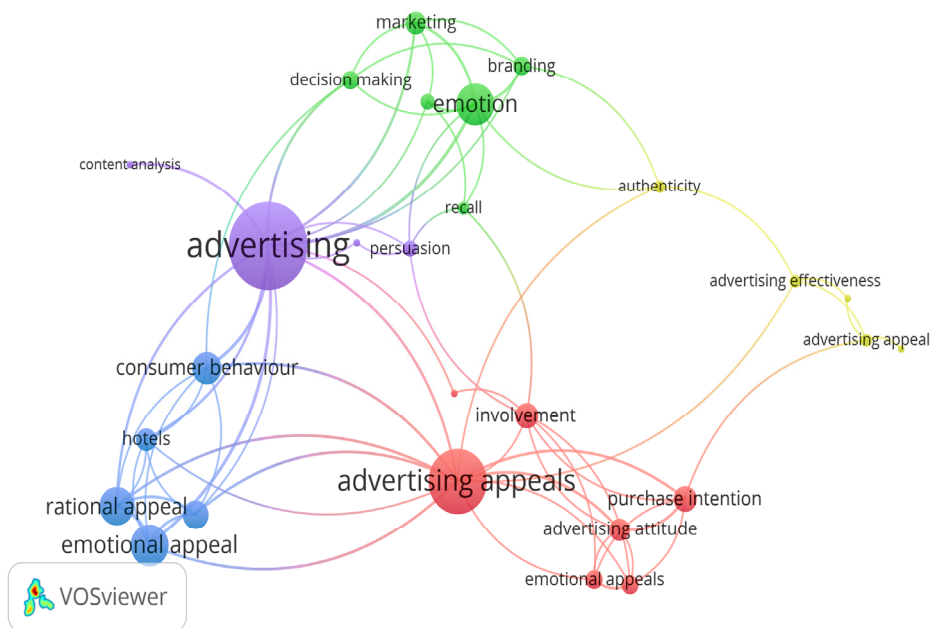 marketing
branding
decision making
emotion
content analysis
authenticity
recall
advertising
persuasion
advertising effectiveness
advertising appeal
consumer behaviour
involvement
hotels
advertising appeals
rational appeal
purchase intention
advertising attitude
emotional appeal
emotional appeals
VOSviewer